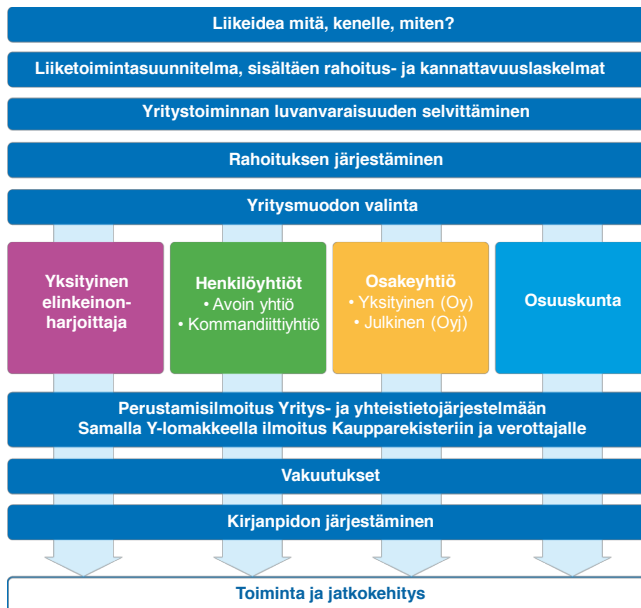 Liikeidea mitä, kenelle, miten?
Liiketoimintasuunnitelma, sisältäen rahoitus- ja kannattavuuslaskelmat
Yritystoiminnan luvanvaraisuuden selvittäminen
Rahoituksen järjestäminen
Yritysmuodon valinta
Yksityinen
elinkeinon-
harjoittaja
Henkilöyhtiöt
• Avoin yhtiö
• Kommandiittiyhtiö
Osakeyhtiö
• Yksityinen (Oy)
• Julkinen (Oyj)
Osuuskunta
Perustamisilmoitus Yritys- ja yhteistietojärjestelmään
Samalla Y-lomakkeella ilmoitus Kaupparekisteriin ja verottajalle
Vakuutukset
Kirjanpidon järjestäminen
Toiminta ja jatkokehitys